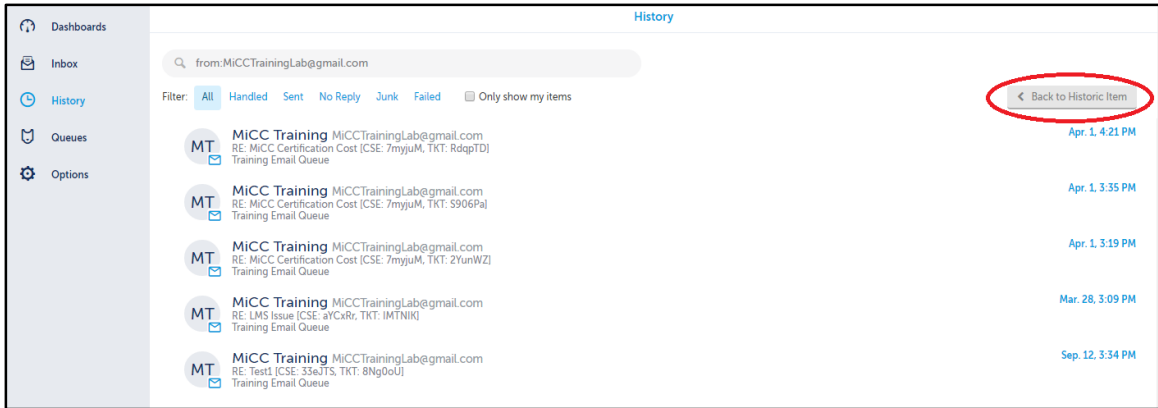 History
Dashboards
Inbox
History
Queues
Options
from:MiCCTrainingLab@gmail.com
Filter: All Handled Sent No Reply Junk Failed Only show my items
Back to Historic Item
MT MiCC Training MiCCTrainingLab@gmail.com Apr. 1, 4:21 PM
RE: MiCC Certification Cost [CSE: 7myjuM, TKT: RdqpTD]
Training Email Queue
MT MiCC Training MiCCTrainingLab@gmail.com Apr. 1, 3:35 PM
RE: MiCC Certification Cost [CSE: 7myjuM, TKT: S906Pa]
Training Email Queue
MT MiCC Training MiCCTrainingLab@gmail.com Apr. 1, 3:19 PM
RE: MiCC Certification Cost [CSE: 7myjuM, TKT: 2YunWZ]
Training Email Queue
MT MiCC Training MiCCTrainingLab@gmail.com Mar. 28, 3:09 PM
RE: LMS Issue [CSE: aYCxRr, TKT: IMTNIK]
Training Email Queue
MT MiCC Training MiCCTrainingLab@gmail.com Sep. 12, 3:34 PM
RE: Test1 [CSE: 33eJTS, TKT: 8Ng0oU]
Training Email Queue